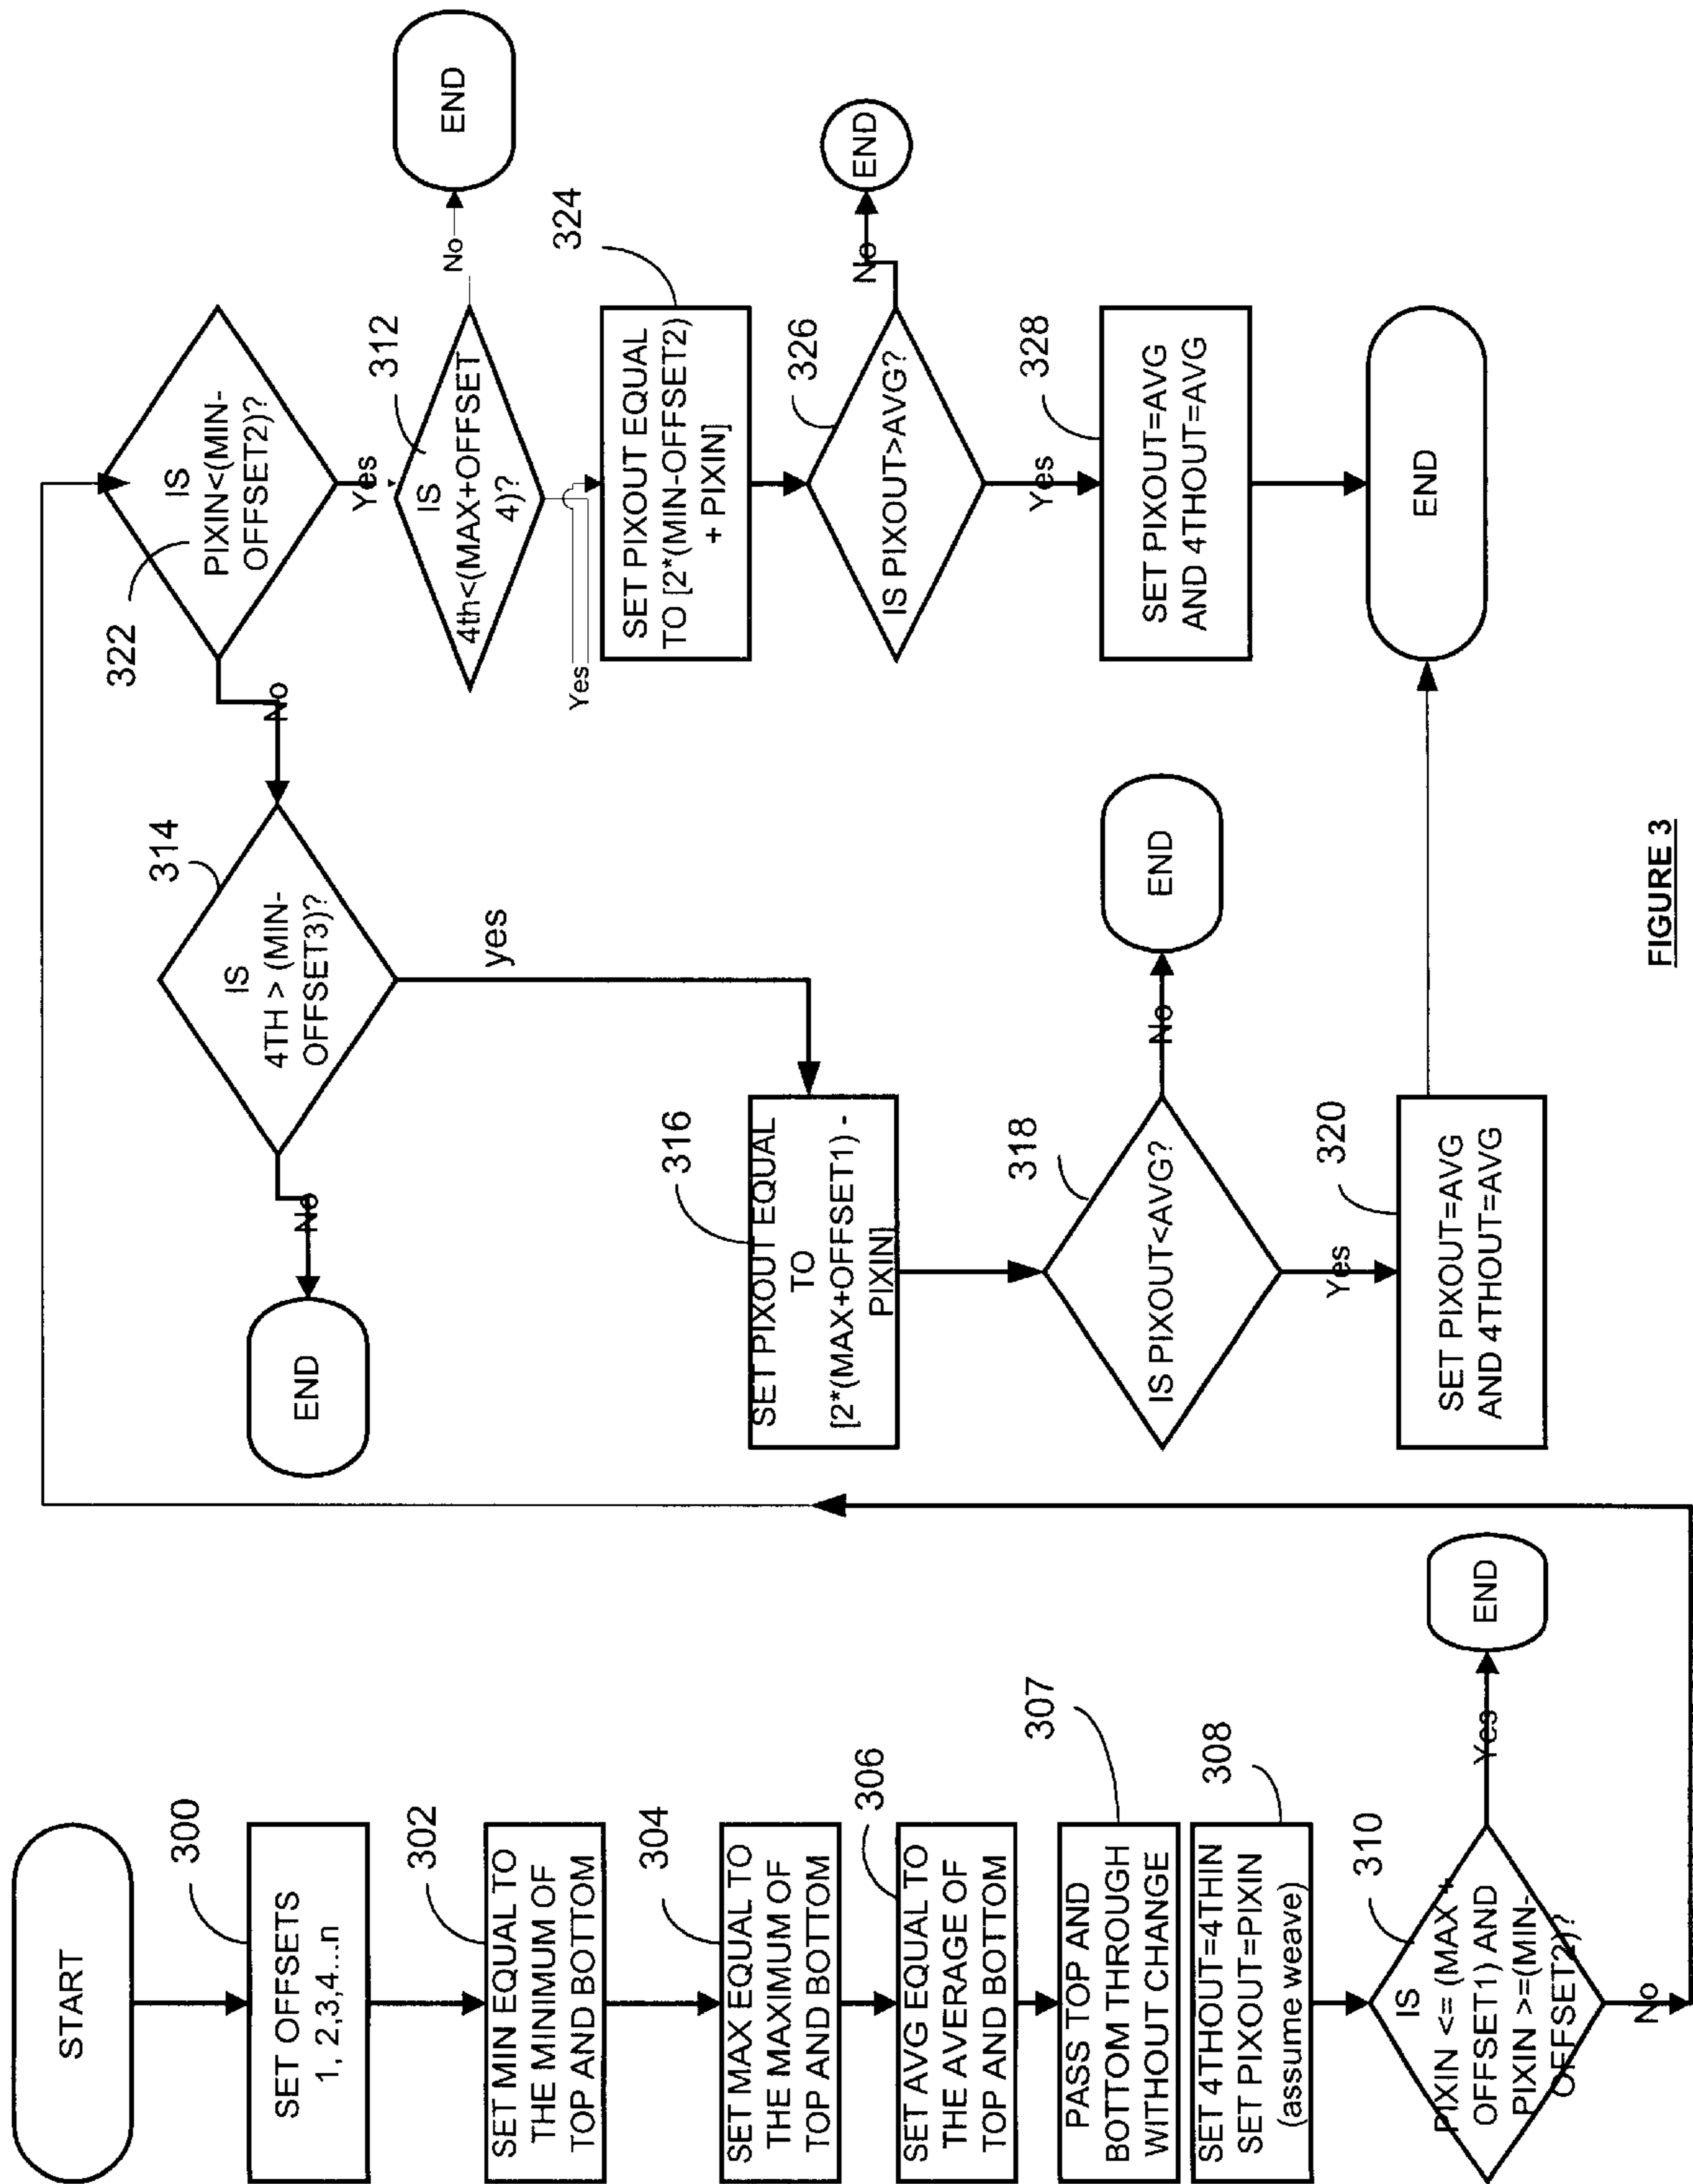 START
300
SET OFFSETS
1, 2,3,4...n
302
SET MIN EQUAL TO
THE MINIMUM OF
TOP AND BOTTOM
304
SET MAX EQUAL TO
THE MAXIMUM OF
TOP AND BOTTOM
306
SET AVG EQUAL TO
THE AVERAGE OF
TOP AND BOTTOM
307
PASS TOP AND
BOTTOM THROUGH
WITHOUT CHANGE
308
SET 4THOUT=4THIN
SET PIXOUT=PIXIN
(assume weave)
310
IS
PIXIN <= (MAX +
OFFSET1) AND
PIXIN >=(MIN-
OFFSET2)?
Yes
END
No
322
IS
PIXIN<(MIN-
OFFSET2)?
No
Yes
314
IS
4TH > (MIN-
OFFSET3)?
No
END
yes
316
SET PIXOUT EQUAL
TO
[2*(MAX+OFFSET1) -
PIXIN]
318
IS PIXOUT<AVG?
No
END
Yes
320
SET PIXOUT=AVG
AND 4THOUT=AVG
312
IS
4th<(MAX+OFFSET
4)?
No
END
Yes
324
SET PIXOUT EQUAL
TO [2*(MIN-OFFSET2)
+ PIXIN]
326
IS PIXOUT>AVG?
No
END
Yes
328
SET PIXOUT=AVG
AND 4THOUT=AVG
END
FIGURE 3